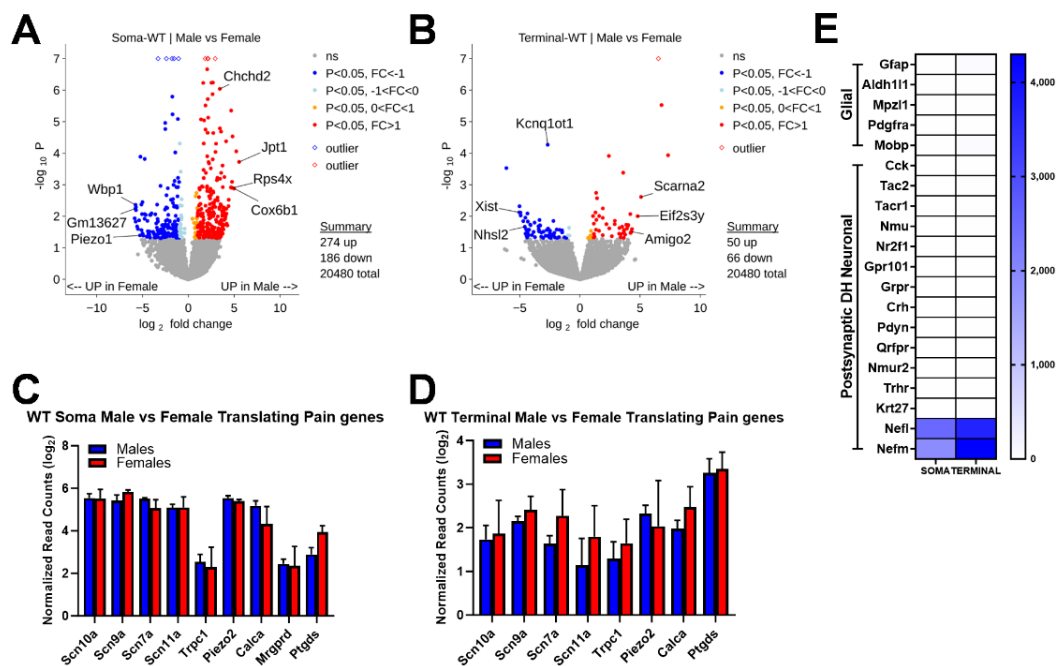 A
Soma-WT | Male vs Female
7
6
5
4
3
2
1
0
-log 10 P
Chchd2
Jpt1
Rps4x
Cox6b1
Wbp1
Gm13627
Piezo1
<-- UP in Female
UP in Male -->
−10
−5
0
5
10
log 2 fold change
ns
P<0.05, FC<-1
P<0.05, -1<FC<0
P<0.05, 0<FC<1
P<0.05, FC>1
outlier
outlier
Summary
274 up
186 down
20480 total
B
Terminal-WT | Male vs Female
7
6
5
4
3
2
1
0
-log 10 P
Kcnq1ot1
Scarna2
Eif2s3y
Amigo2
Xist
Nhsl2
<-- UP in Female
UP in Male -->
−10
−5
0
5
10
log 2 fold change
ns
P<0.05, FC<-1
P<0.05, -1<FC<0
P<0.05, 0<FC<1
P<0.05, FC>1
outlier
outlier
Summary
50 up
66 down
20480 total
C
WT Soma Male vs Female Translating Pain genes
Normalized Read Counts (log2)
8
6
4
2
0
Males
Females
Scn10a
Scn9a
Scn7a
Scn11a
Trpc1
Piezo2
Calca
Mrgprd
Ptgds
D
WT Terminal Male vs Female Translating Pain genes
Normalized Read Counts (log2)
4
3
2
1
0
Males
Females
Scn10a
Scn9a
Scn7a
Scn11a
Trpc1
Piezo2
Calca
Ptgds
E
Glial
Gfap
Aldh1l1
Mpzl1
Pdgfra
Mobp
Postsynaptic DH Neuronal
Cck
Tac2
Tacr1
Nmu
Nr2f1
Gpr101
Grpr
Crh
Pdyn
Qrfpr
Nmur2
Trhr
Krt27
Nefl
Nefm
SOMA
TERMINAL
4,000
3,000
2,000
1,000
0